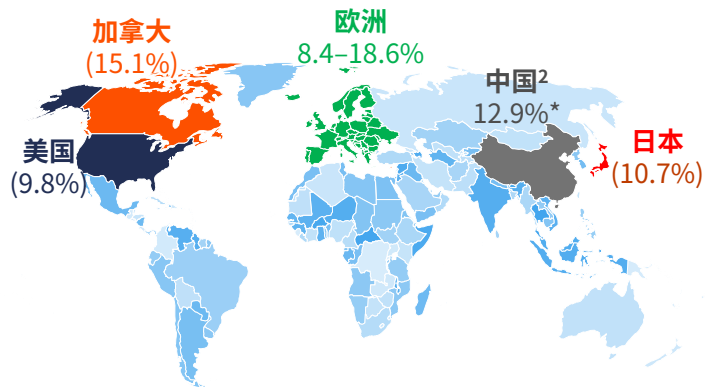 加拿大
(15.1%)
欧洲
8.4–18.6%
中国²
12.9%*
美国
(9.8%)
日本
(10.7%)